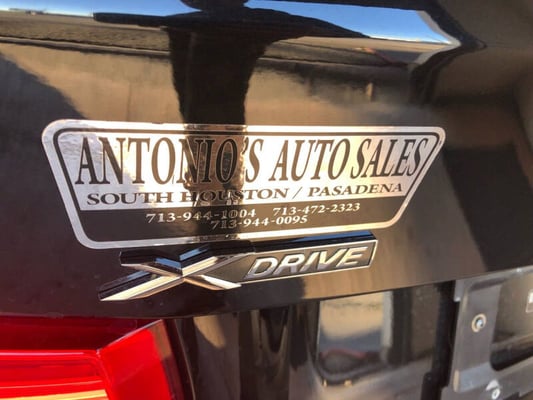 ANTONIO'S AUTO SALES
SOUTH HOUSTON / PASADENA
713-944-1004 713-472-2323
713-944-0095
XDRIVE